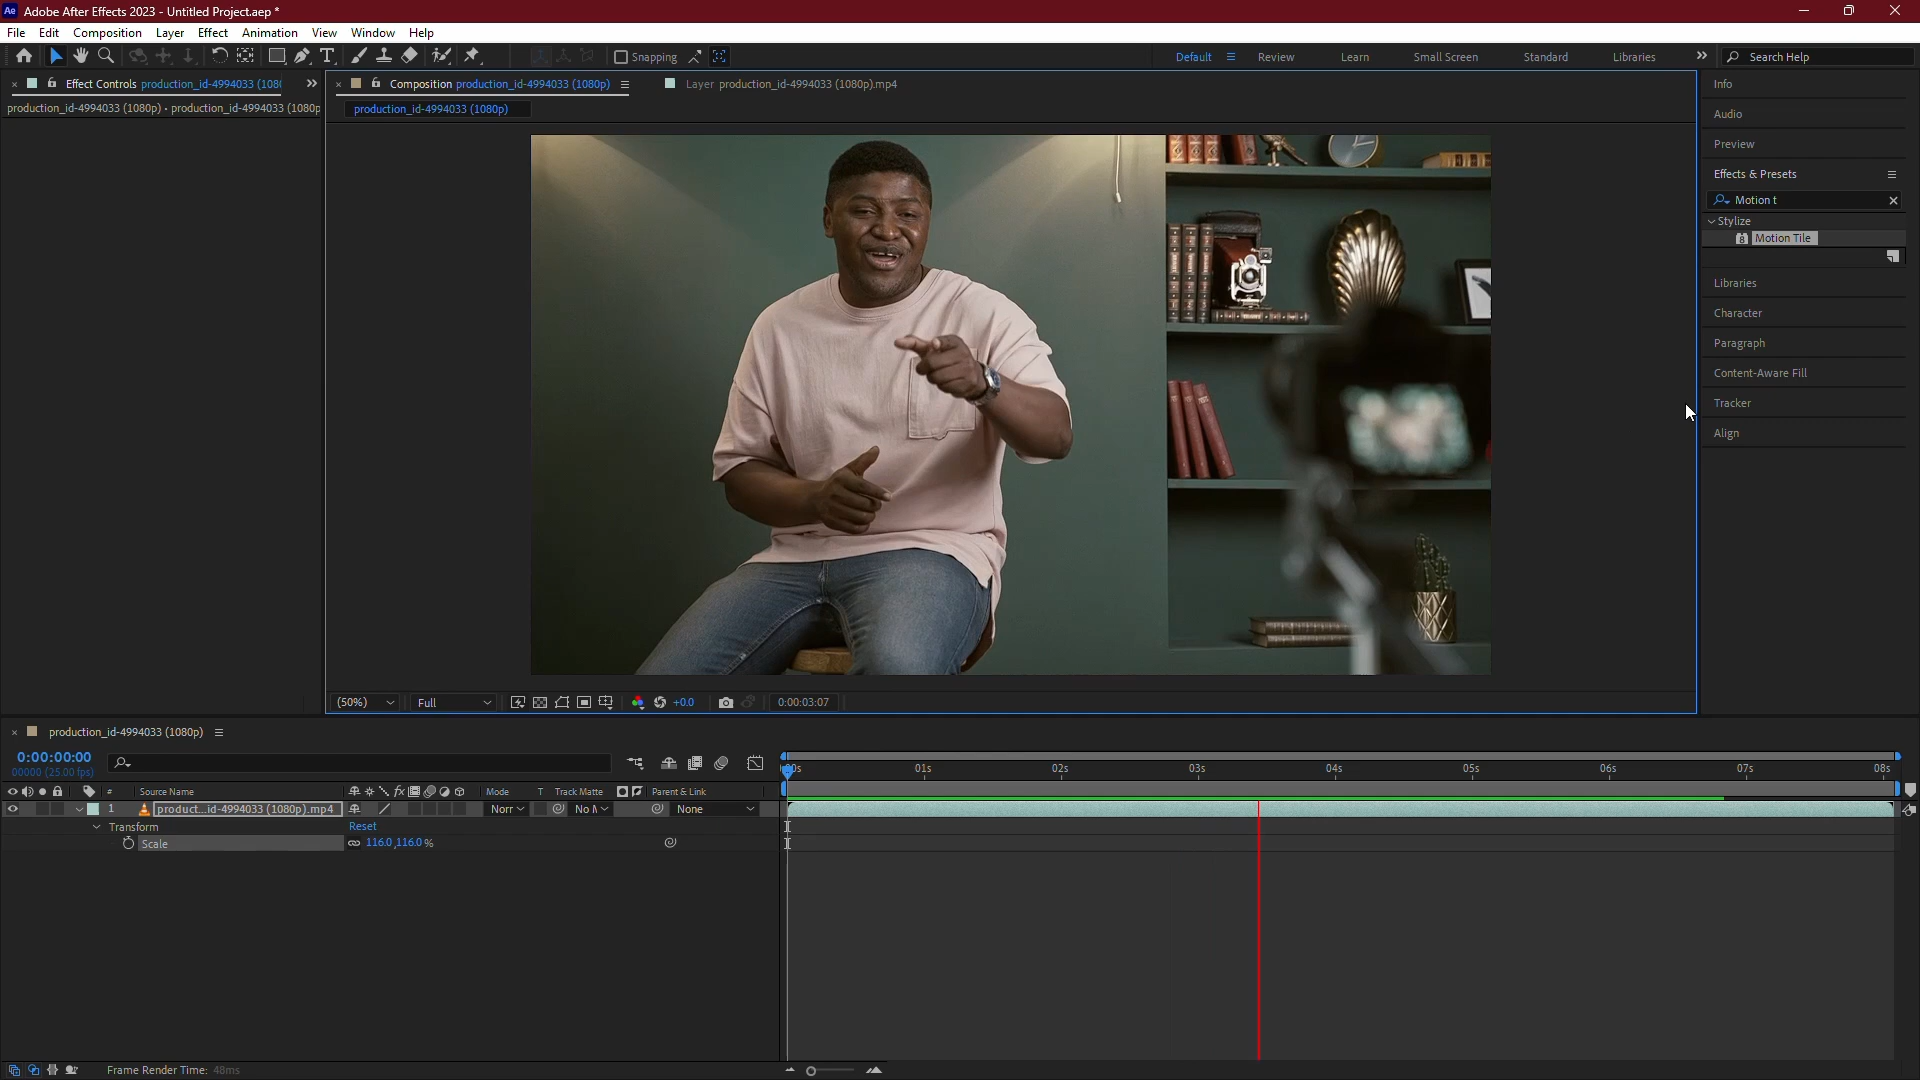 Ae Adobe After Effects 2023 - Untitled Project.aep *
File Edit Composition Layer Effect Animation View Window Help
Snapping Default Review Learn Small Screen Standard Libraries Search Help
Effect Controls production_id-4994033 (108
production_id-4994033 (1080p) • production_id-4994033 (1080p
Composition production_id-4994033 (1080p)
Layer production_id-4994033 (1080p).mp4
production_id-4994033 (1080p)
Info
Audio
Preview
Effects & Presets
Motion t
Stylize
8 Motion Tile
Libraries
Character
Paragraph
Content-Aware Fill
Tracker
Align
(50%) Full +0.0 0:00:03:07
production_id-4994033 (1080p)
0:00:00:00
00000 (25.00 fps)
00s 01s 02s 03s 04s 05s 06s 07s 08s
# Source Name fx Mode T Track Matte Parent & Link
1 product...id-4994033 (1080p).mp4 Norr No M None
Transform Reset
Scale 116.0,116.0 %
Frame Render Time: 48ms